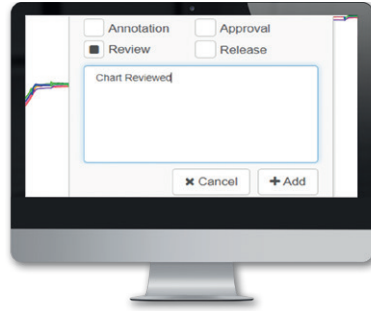 Annotation Approval
Review Release
Chart Reviewed
✖ Cancel + Add